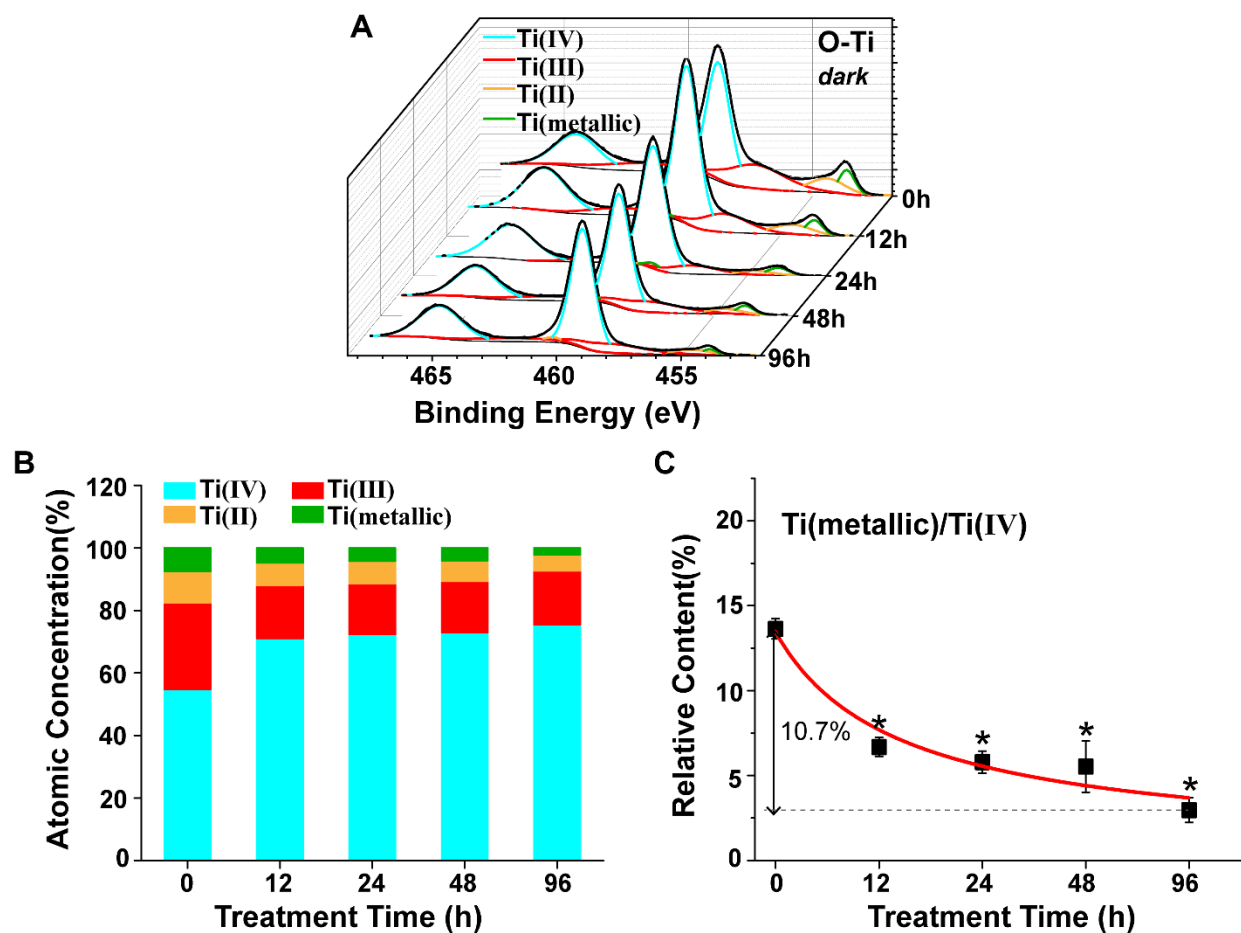 A
Ti(IV)
Ti(III)
Ti(II)
Ti(metallic)
O-Ti
dark
0h
12h
24h
48h
96h
465
460
455
Binding Energy (eV)
B
Ti(IV)
Ti(III)
Ti(II)
Ti(metallic)
Atomic Concentration(%)
120
100
80
60
40
20
0
0
12
24
48
96
Treatment Time (h)
C
Ti(metallic)/Ti(IV)
Relative Content(%)
20
15
10
5
0
10.7%
*
*
*
*
0
12
24
48
96
Treatment Time (h)